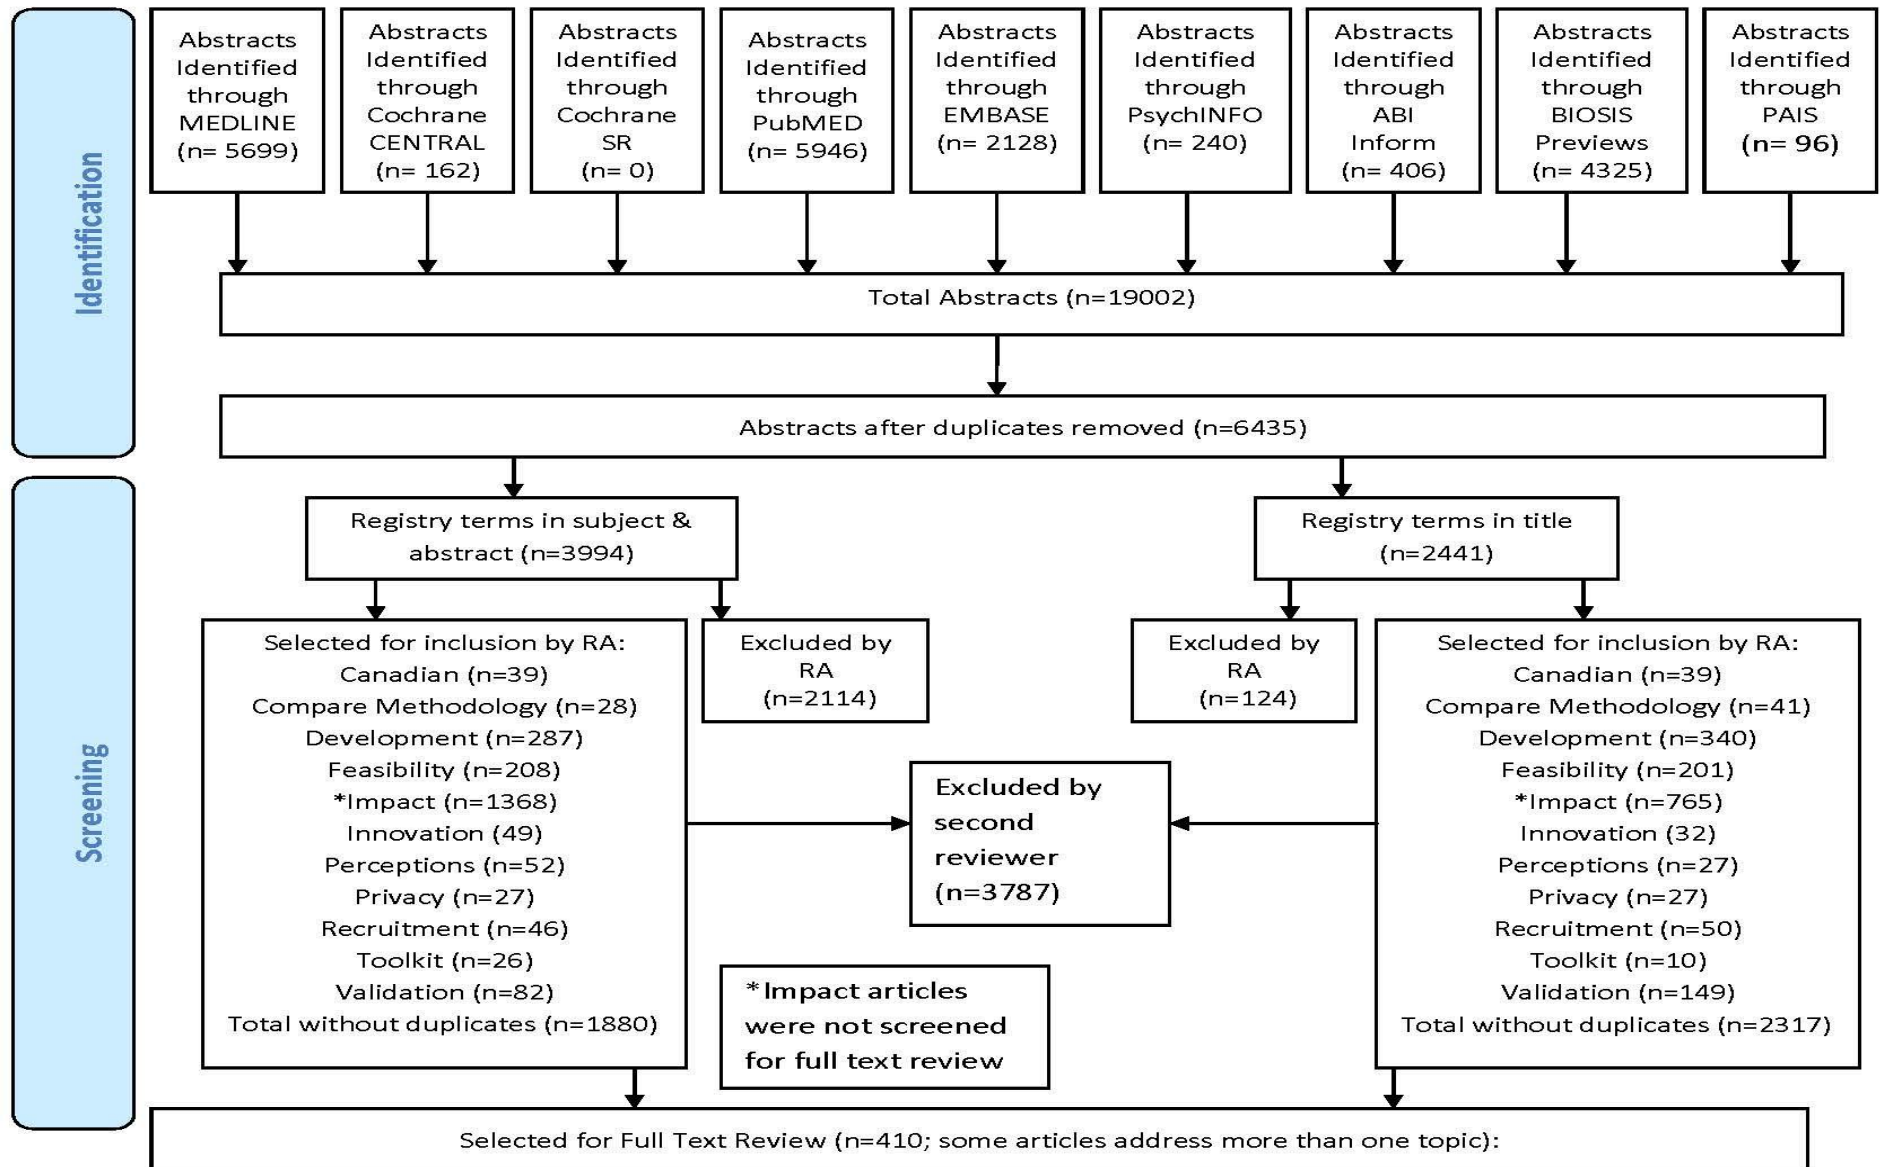 Identification
Abstracts
Identified
through
MEDLINE
(n= 5699)
Abstracts
Identified
through
Cochrane
CENTRAL
(n= 162)
Abstracts
Identified
through
Cochrane
SR
(n= 0)
Abstracts
Identified
through
PubMED
(n= 5946)
Abstracts
Identified
through
EMBASE
(n= 2128)
Abstracts
Identified
through
PsychINFO
(n= 240)
Abstracts
Identified
through
ABI
Inform
(n= 406)
Abstracts
Identified
through
BIOSIS
Previews
(n= 4325)
Abstracts
Identified
through
PAIS
(n= 96)
Total Abstracts (n=19002)
Abstracts after duplicates removed (n=6435)
Screening
Registry terms in subject &
abstract (n=3994)
Registry terms in title
(n=2441)
Selected for inclusion by RA:
Canadian (n=39)
Compare Methodology (n=28)
Development (n=287)
Feasibility (n=208)
*Impact (n=1368)
Innovation (49)
Perceptions (n=52)
Privacy (n=27)
Recruitment (n=46)
Toolkit (n=26)
Validation (n=82)
Total without duplicates (n=1880)
Excluded by
RA
(n=2114)
Excluded by
RA
(n=124)
Selected for inclusion by RA:
Canadian (n=39)
Compare Methodology (n=41)
Development (n=340)
Feasibility (n=201)
*Impact (n=765)
Innovation (32)
Perceptions (n=27)
Privacy (n=27)
Recruitment (n=50)
Toolkit (n=10)
Validation (n=149)
Total without duplicates (n=2317)
Excluded by
second
reviewer
(n=3787)
*Impact articles
were not screened
for full text review
Selected for Full Text Review (n=410; some articles address more than one topic):